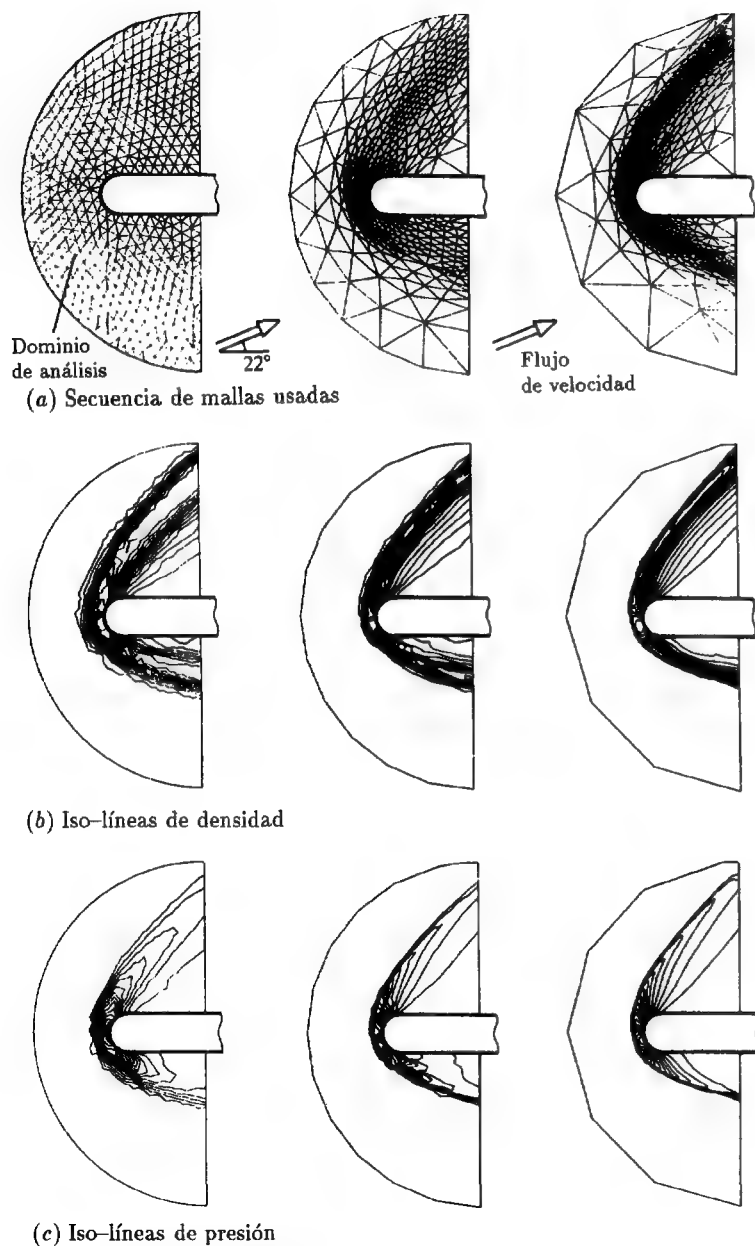 Dominio
de análisis
22°
Flujo
de velocidad
(a) Secuencia de mallas usadas
(b) Iso–líneas de densidad
(c) Iso–líneas de presión